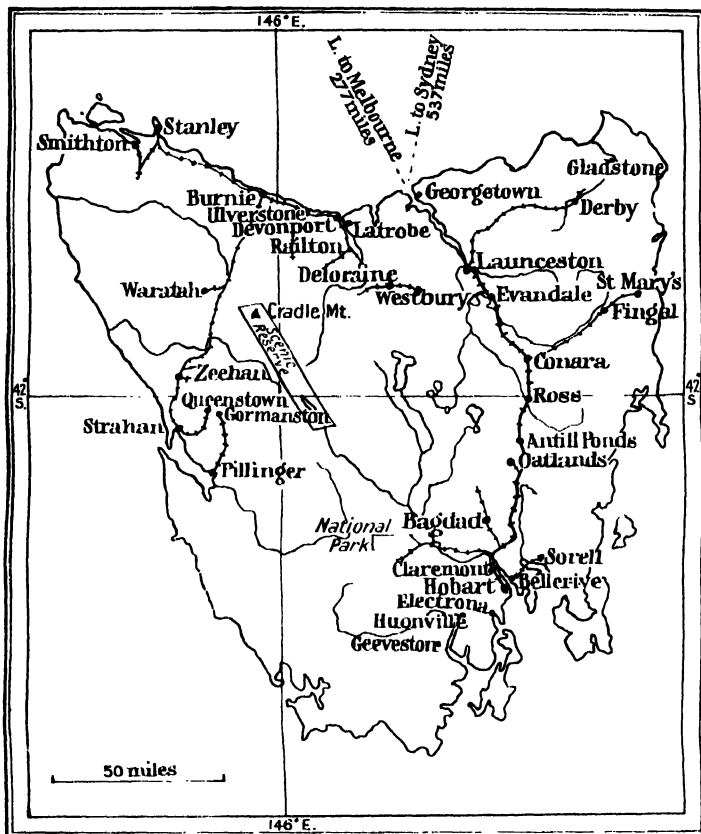 146° E.
L. to Melbourne
277 miles
L. to Sydney
537 miles
Stanley
Smithton
Gladstone
Georgetown
Burnie
Derby
Ulverstone
Devonport
Latrobe
Railton
Launceston
Deloraine
St Mary's
Waratah
Westbury
Evandale
Fingal
Cradle Mt.
Scenic
Reserve
Conara
Zeehan
42°
S.
42°
S.
Queenstown
Ross
Gormanston
Strahan
Antill Ponds
Oatlands
Pillinger
National
Park
Bagdad
Sorell
Claremont
Bellerive
Hobart
Electrona
Huonville
Geeveston
50 miles
146° E.